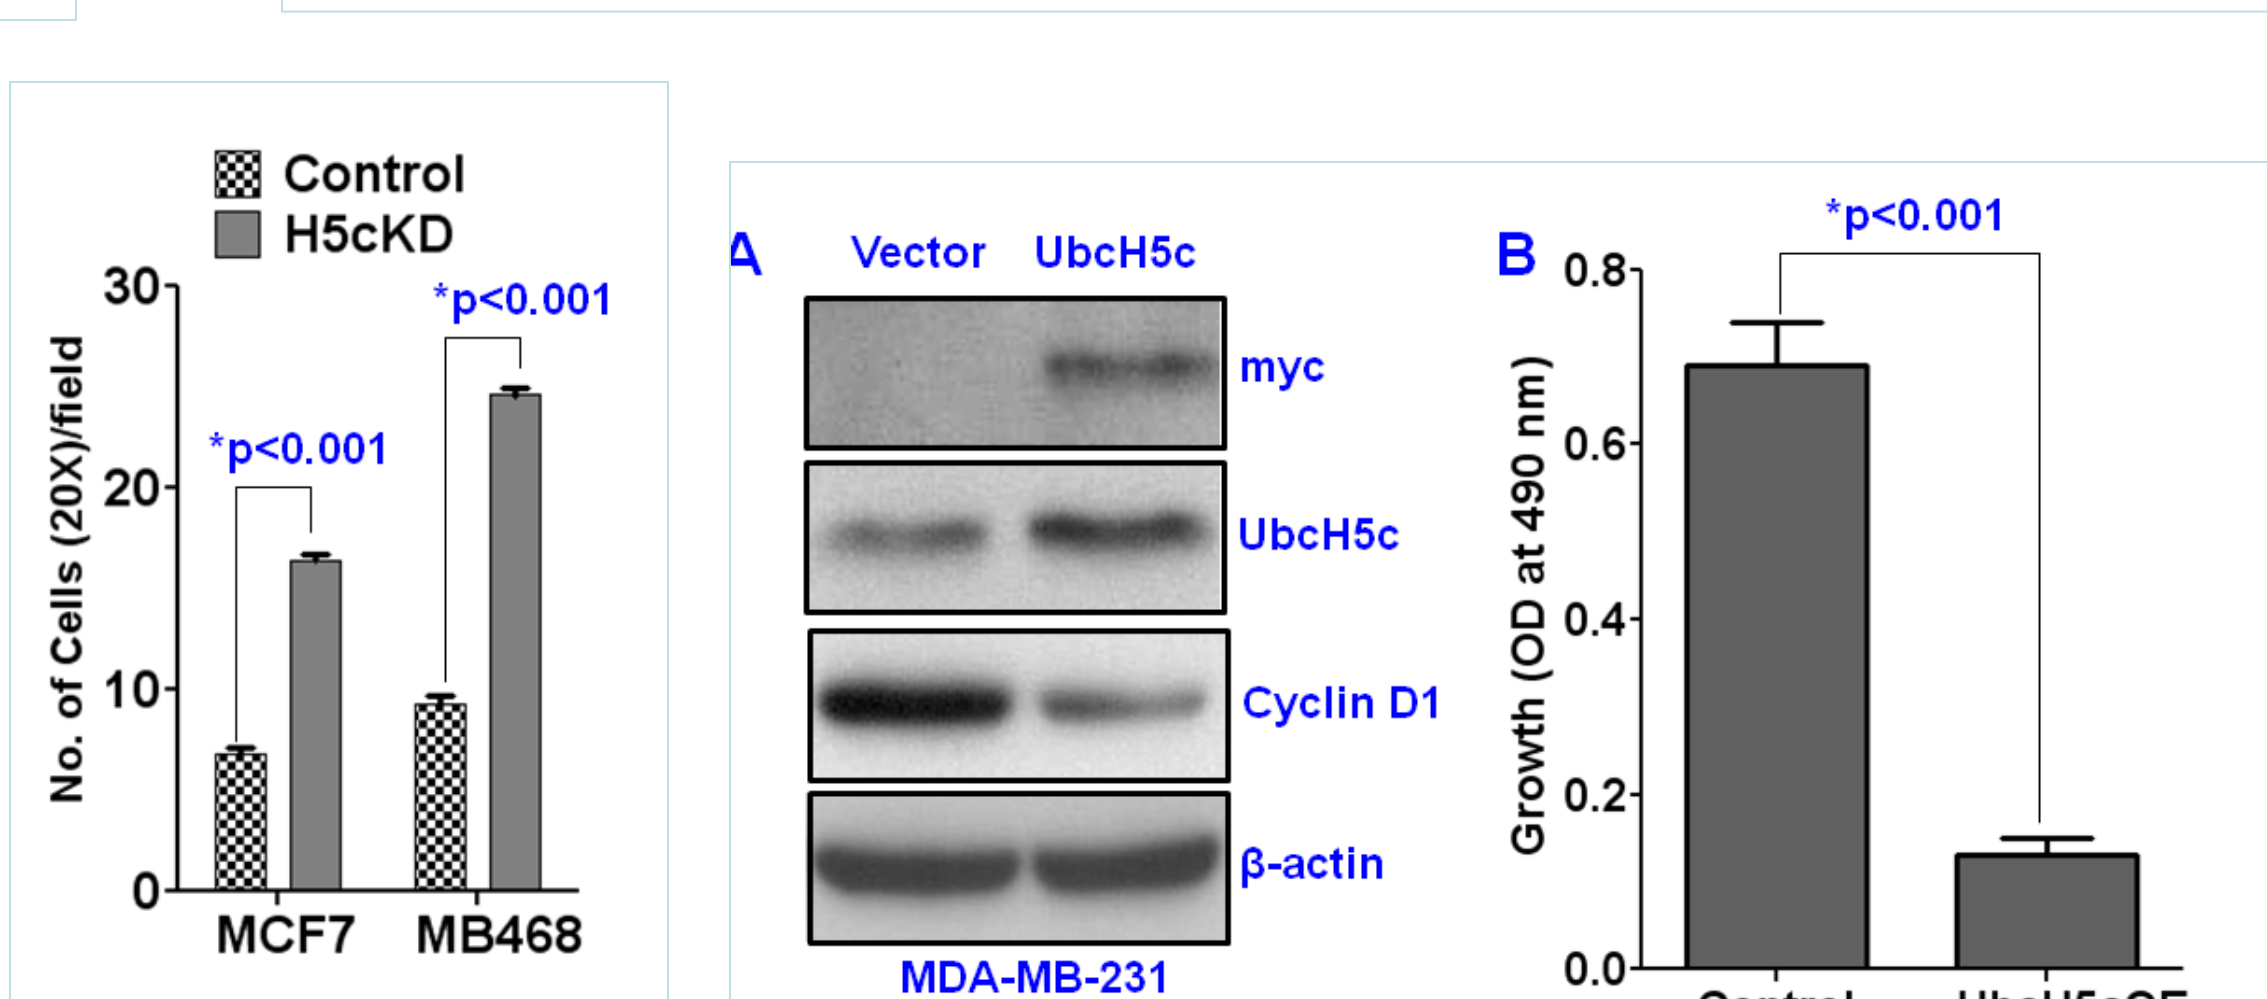 Control
H5cKD
No. of Cells (20X)/field
30
20
10
0
*p<0.001
*p<0.001
MCF7
MB468
A
Vector
UbcH5c
myc
UbcH5c
Cyclin D1
β-actin
MDA-MB-231
B
*p<0.001
Growth (OD at 490 nm)
0.8
0.6
0.4
0.2
0.0
Control
UbcH5cOE